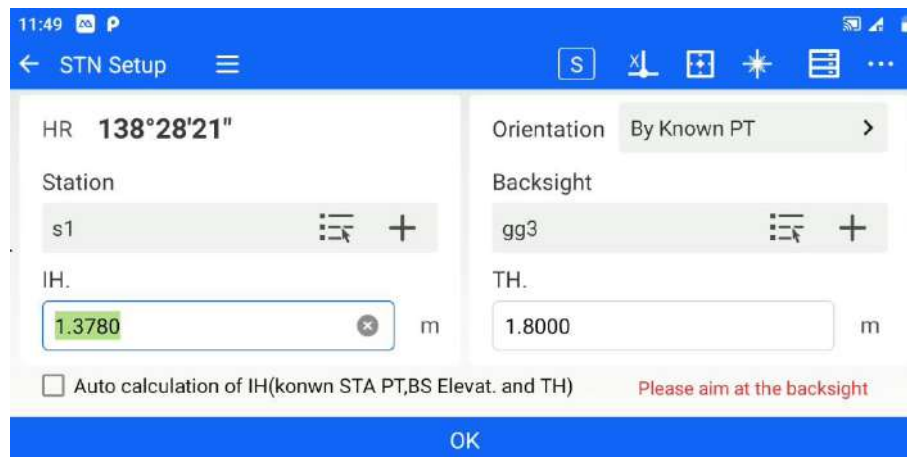 11:49
STN Setup
S
X
HR 138°28'21"
Orientation By Known PT
Station
Backsight
s1
gg3
IH.
TH.
1.3780 m
1.8000 m
Auto calculation of IH(konwn STA PT,BS Elevat. and TH)
Please aim at the backsight
OK